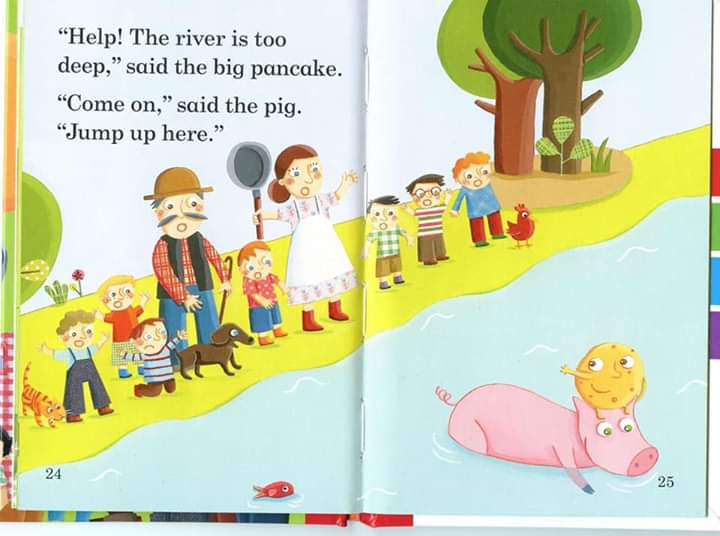 “Help! The river is too
deep,” said the big pancake.
“Come on,” said the pig.
“Jump up here.”
24
25